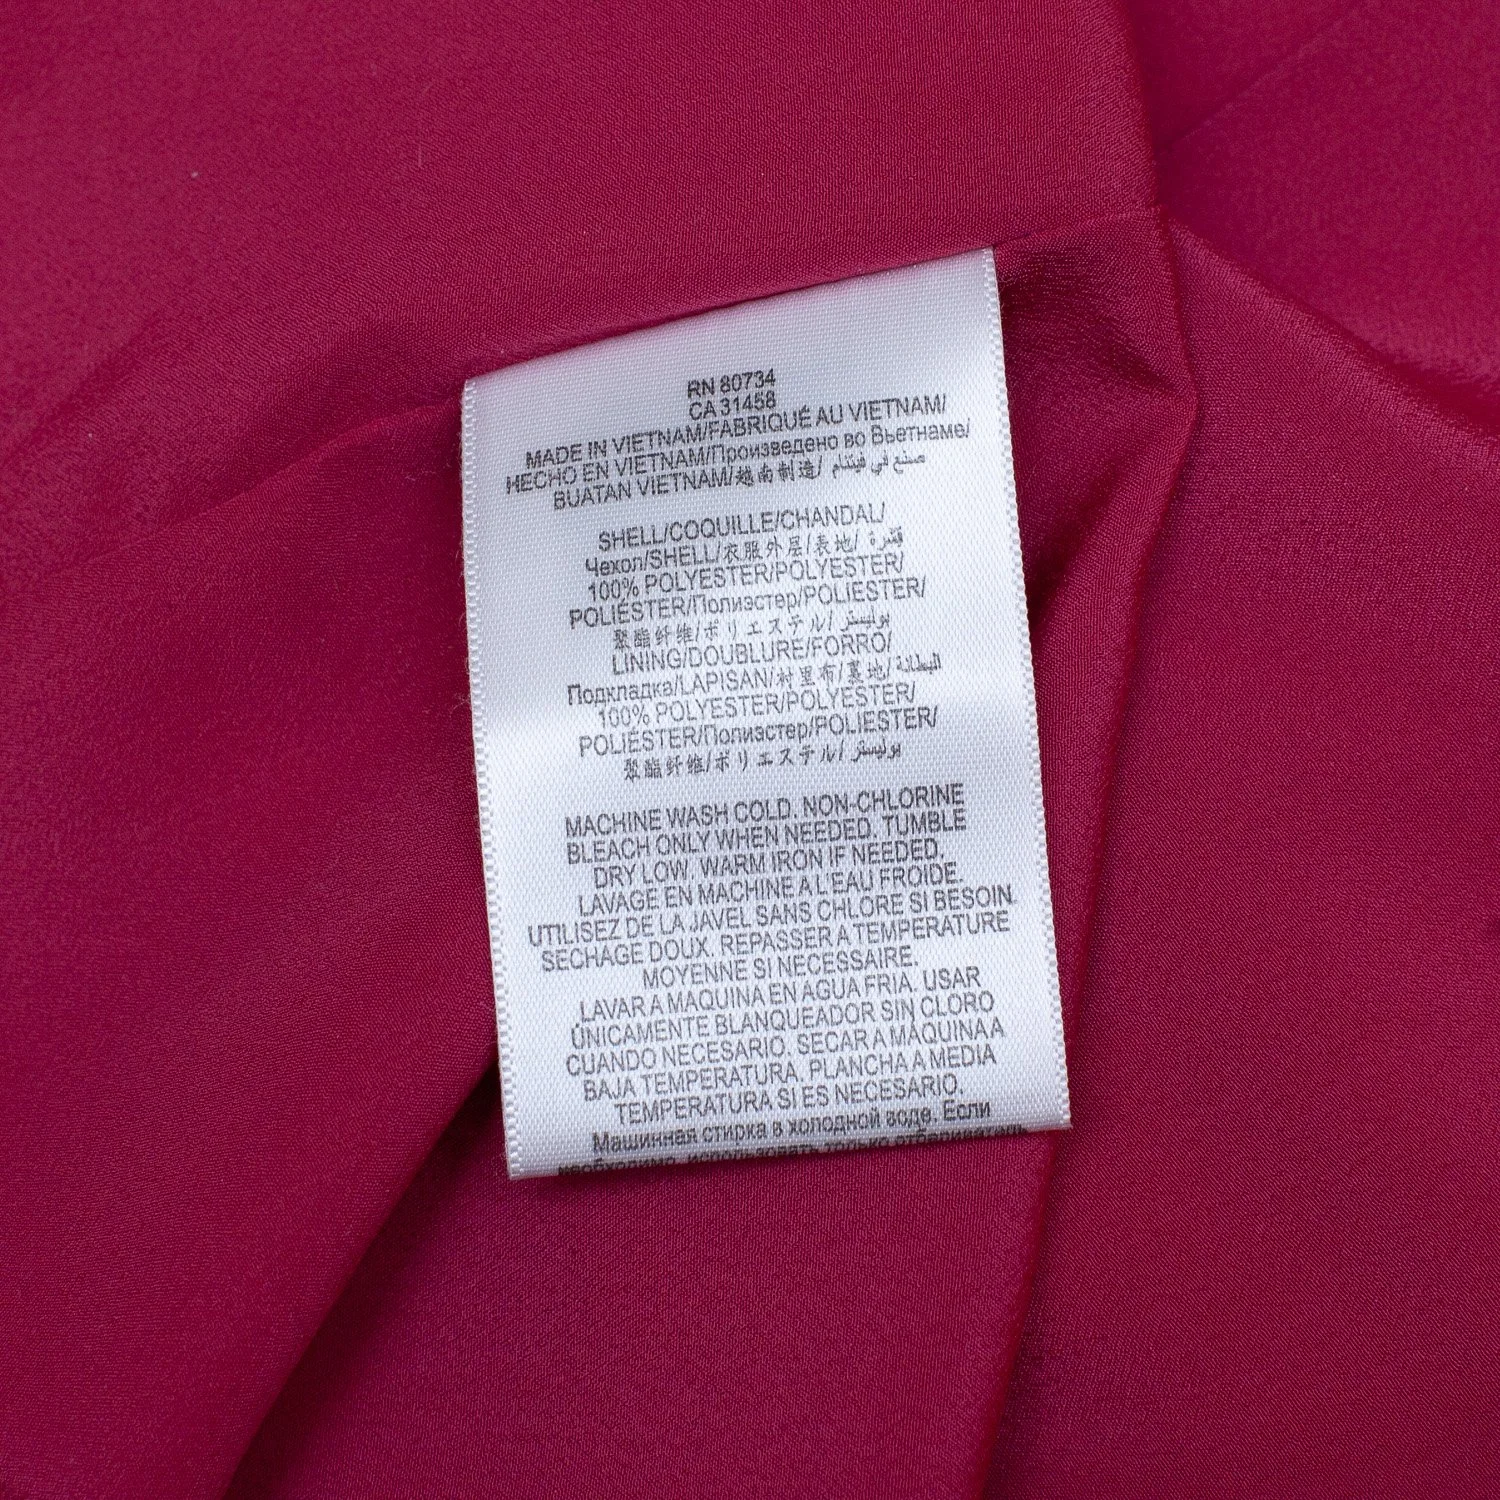 RN 80734
CA 31458
MADE IN VIETNAM/FABRIQUÉ AU VIETNAM/
HECHO EN VIETNAM/Произведено во Вьетнаме/
BUATAN VIETNAM/越南制造/ صنع في فيتنام
SHELL/COQUILLE/CHANDAL/
Чехол/SHELL/衣服外层/表地/ قشرة
100% POLYESTER/POLYESTER/
POLIÉSTER/Полиэстер/POLIESTER/
聚酯纤维/ポリエステル/ بوليستر
LINING/DOUBLURE/FORRO/
Подкладка/LAPISAN/衬里布/裏地/ البطانة
100% POLYESTER/POLYESTER/
POLIÉSTER/Полиэстер/POLIESTER/
聚酯纤维/ポリエステル/ بوليستر
MACHINE WASH COLD. NON-CHLORINE
BLEACH ONLY WHEN NEEDED. TUMBLE
DRY LOW. WARM IRON IF NEEDED.
LAVAGE EN MACHINE A L'EAU FROIDE.
UTILISEZ DE LA JAVEL SANS CHLORE SI BESOIN.
SECHAGE DOUX. REPASSER A TEMPERATURE
MOYENNE SI NECESSAIRE.
LAVAR A MAQUINA EN AGUA FRIA. USAR
ÚNICAMENTE BLANQUEADOR SIN CLORO
CUANDO NECESARIO. SECAR A MÁQUINA A
BAJA TEMPERATURA. PLANCHA A MEDIA
TEMPERATURA SI ES NECESARIO.
Машинная стирка в холодной воде. Если
необходимо, использовать только отбеливатель